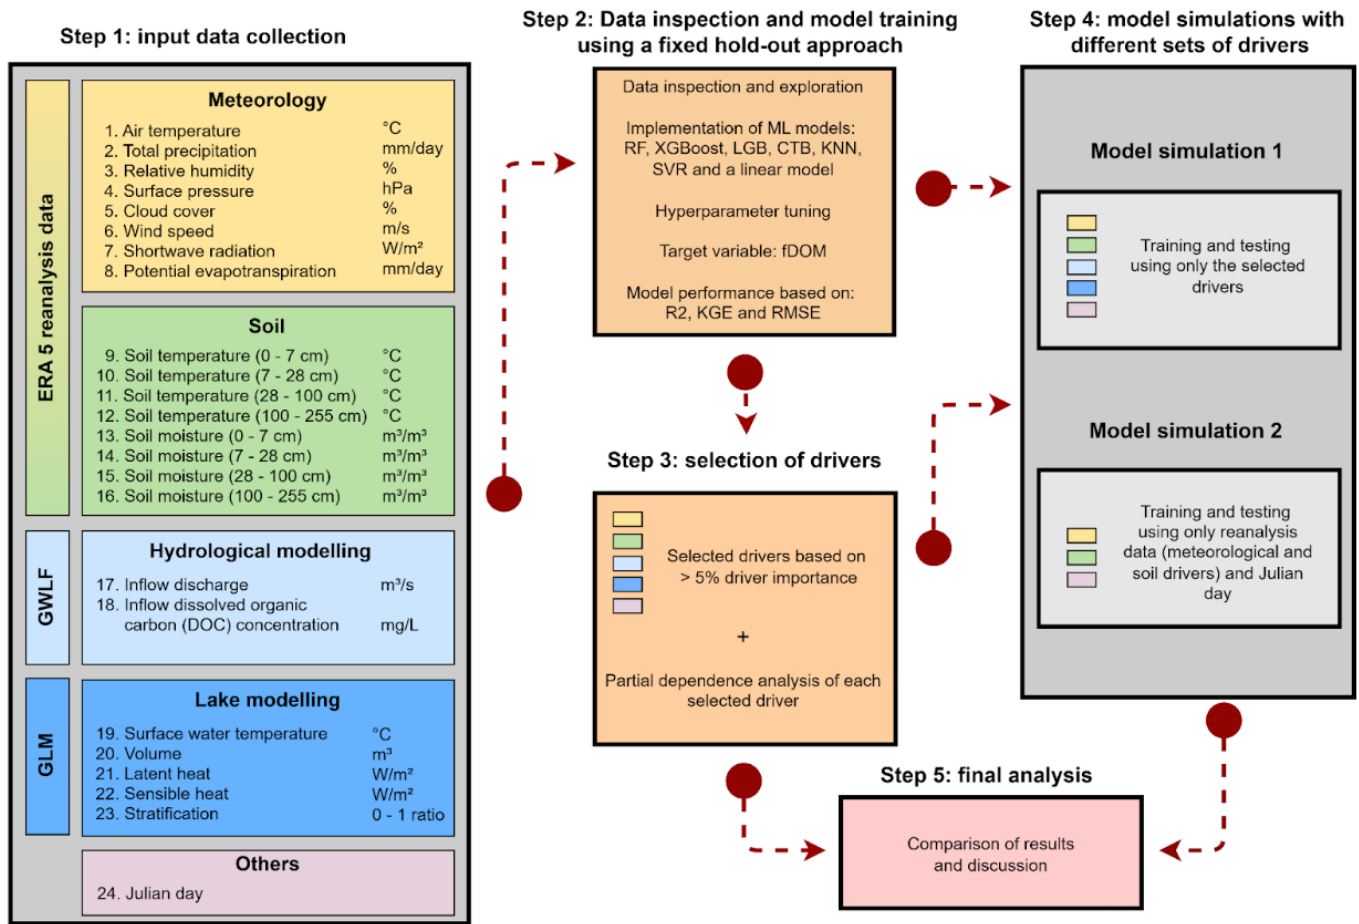 Step 1: input data collection
ERA 5 reanalysis data
Meteorology
1. Air temperature °C
2. Total precipitation mm/day
3. Relative humidity %
4. Surface pressure hPa
5. Cloud cover %
6. Wind speed m/s
7. Shortwave radiation W/m²
8. Potential evapotranspiration mm/day
Soil
9. Soil temperature (0 - 7 cm) °C
10. Soil temperature (7 - 28 cm) °C
11. Soil temperature (28 - 100 cm) °C
12. Soil temperature (100 - 255 cm) °C
13. Soil moisture (0 - 7 cm) m³/m³
14. Soil moisture (7 - 28 cm) m³/m³
15. Soil moisture (28 - 100 cm) m³/m³
16. Soil moisture (100 - 255 cm) m³/m³
GWLF
Hydrological modelling
17. Inflow discharge m³/s
18. Inflow dissolved organic
carbon (DOC) concentration mg/L
GLM
Lake modelling
19. Surface water temperature °C
20. Volume m³
21. Latent heat W/m²
22. Sensible heat W/m²
23. Stratification 0 - 1 ratio
Others
24. Julian day
Step 2: Data inspection and model training
using a fixed hold-out approach
Data inspection and exploration
Implementation of ML models:
RF, XGBoost, LGB, CTB, KNN,
SVR and a linear model
Hyperparameter tuning
Target variable: fDOM
Model performance based on:
R2, KGE and RMSE
Step 3: selection of drivers
Selected drivers based on
> 5% driver importance
+
Partial dependence analysis of each
selected driver
Step 4: model simulations with
different sets of drivers
Model simulation 1
Training and testing
using only the selected
drivers
Model simulation 2
Training and testing
using only reanalysis
data (meteorological and
soil drivers) and Julian
day
Step 5: final analysis
Comparison of results
and discussion